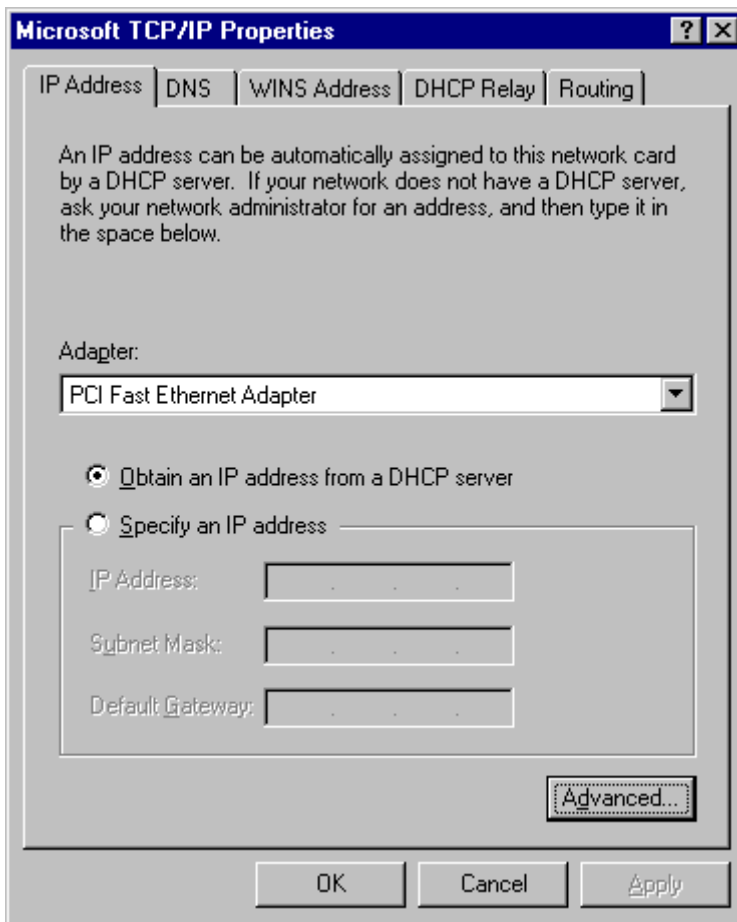 Microsoft TCP/IP Properties
IP Address DNS WINS Address DHCP Relay Routing
An IP address can be automatically assigned to this network card
by a DHCP server. If your network does not have a DHCP server,
ask your network administrator for an address, and then type it in
the space below.
Adapter:
PCI Fast Ethernet Adapter
Obtain an IP address from a DHCP server
Specify an IP address
IP Address:
Subnet Mask:
Default Gateway:
Advanced...
OK Cancel Apply